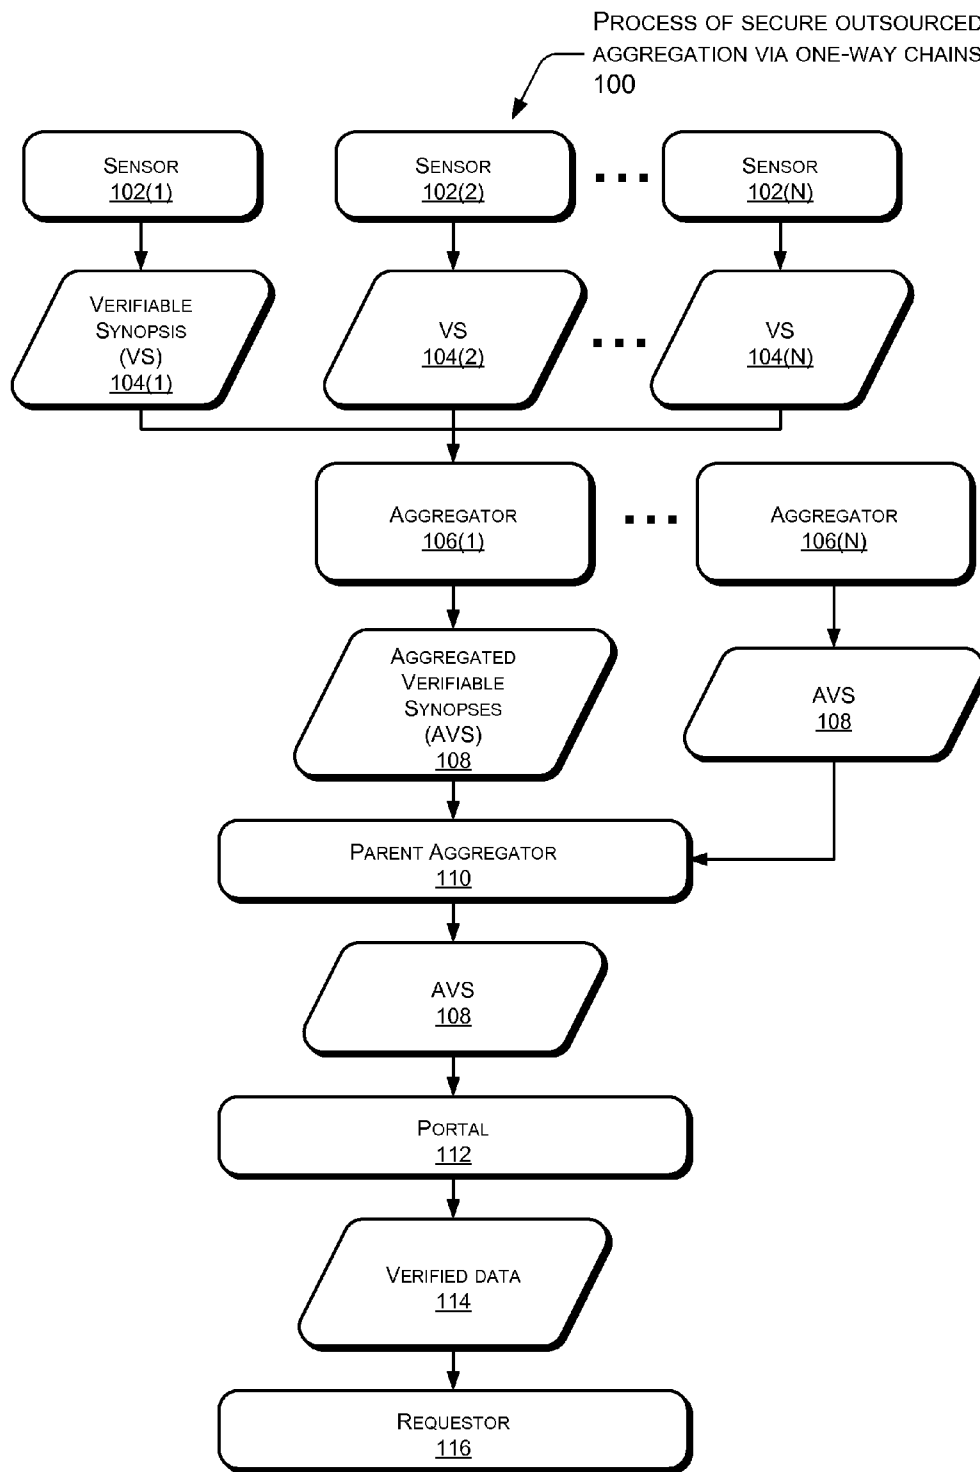 PROCESS OF SECURE OUTSOURCED
AGGREGATION VIA ONE-WAY CHAINS
100
SENSOR
102(1)
SENSOR
102(2)
SENSOR
102(N)
VERIFIABLE
SYNOPSIS
(VS)
104(1)
VS
104(2)
VS
104(N)
AGGREGATOR
106(1)
AGGREGATOR
106(N)
AGGREGATED
VERIFIABLE
SYNOPSES
(AVS)
108
AVS
108
PARENT AGGREGATOR
110
AVS
108
PORTAL
112
VERIFIED DATA
114
REQUESTOR
116